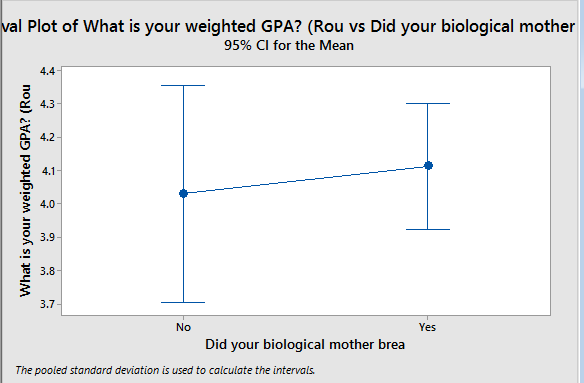 val Plot of What is your weighted GPA? (Rou vs Did your biological mother
95% CI for the Mean
4.4
4.3
4.2
4.1
4.0
3.9
3.8
3.7
What is your weighted GPA? (Rou
No Yes
Did your biological mother brea
The pooled standard deviation is used to calculate the intervals.